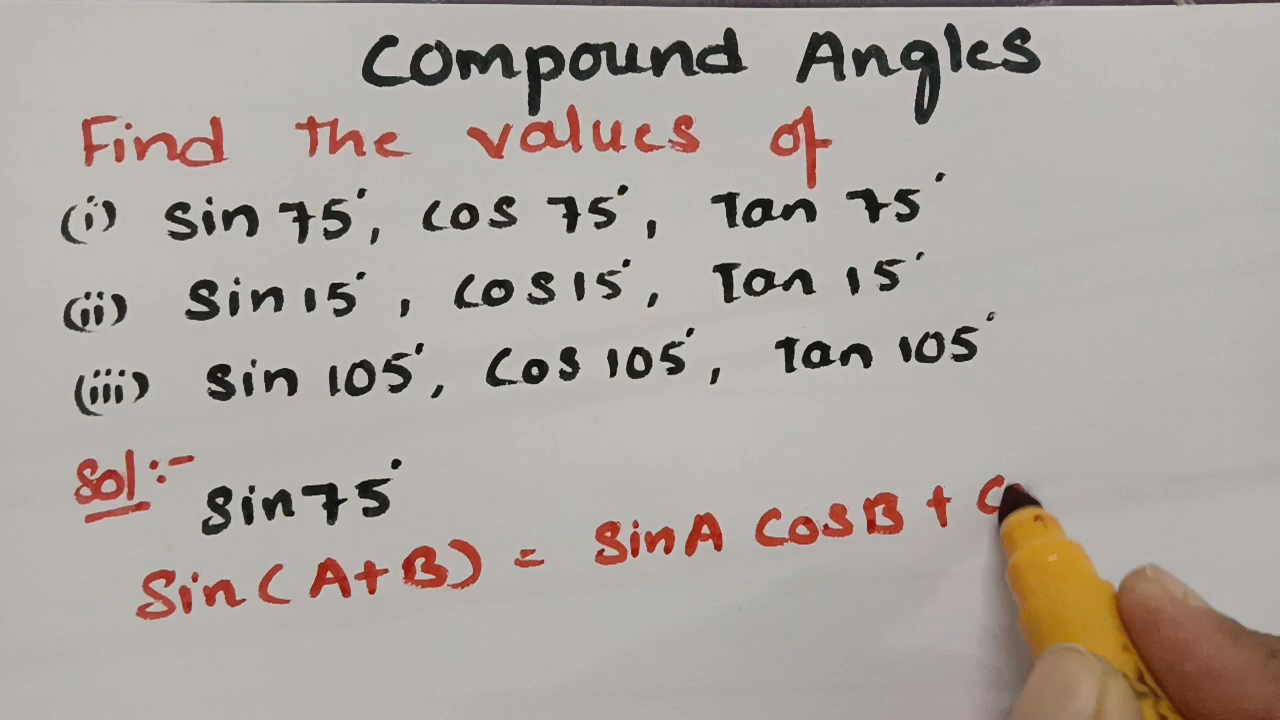 Compound Angles
Find the values of
(i) Sin 75°, Cos 75°, Tan 75°
(ii) Sin 15°, Cos 15°, Tan 15°
(iii) Sin 105°, Cos 105°, Tan 105°
Sol:- Sin 75°
Sin(A+B) = SinA CosB + C